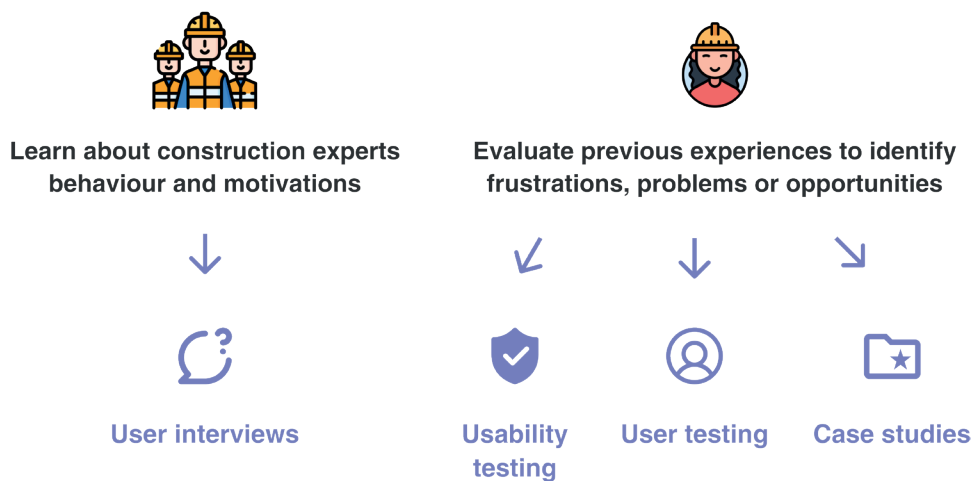 Learn about construction experts
behaviour and motivations
Evaluate previous experiences to identify
frustrations, problems or opportunities
User interviews
Usability
testing
User testing
Case studies